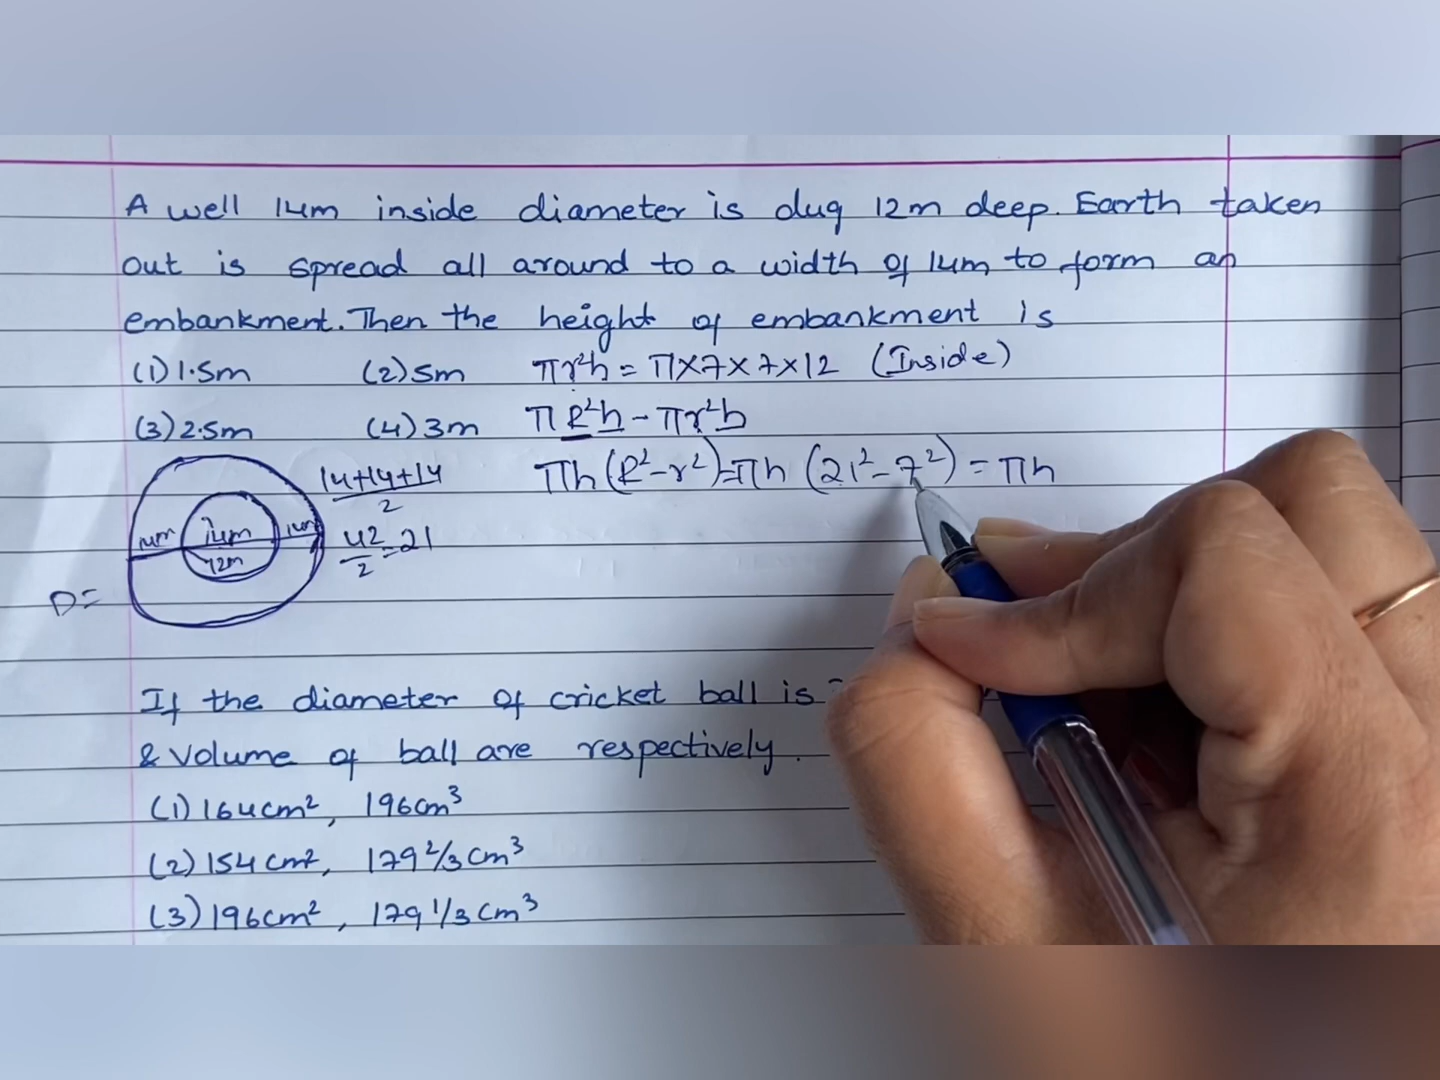 A well 14m inside diameter is dug 12m deep. Earth taken
out is spread all around to a width of 14m to form an
embankment. Then the height of embankment is
(1) 1.5m (2) 5m πr²h = π×7×7×12 (Inside)
(3) 2.5m (4) 3m πR²h - πr²h
πh(R²-r²)=πh (21²-7²) = πh
14+14+14
2
14m 14m 14m
12m
42
2
=21
D=
If the diameter of cricket ball is
& Volume of ball are respectively.
(1) 164cm², 196cm³
(2) 154cm², 179 2/3 cm³
(3) 196cm², 179 1/3 cm³